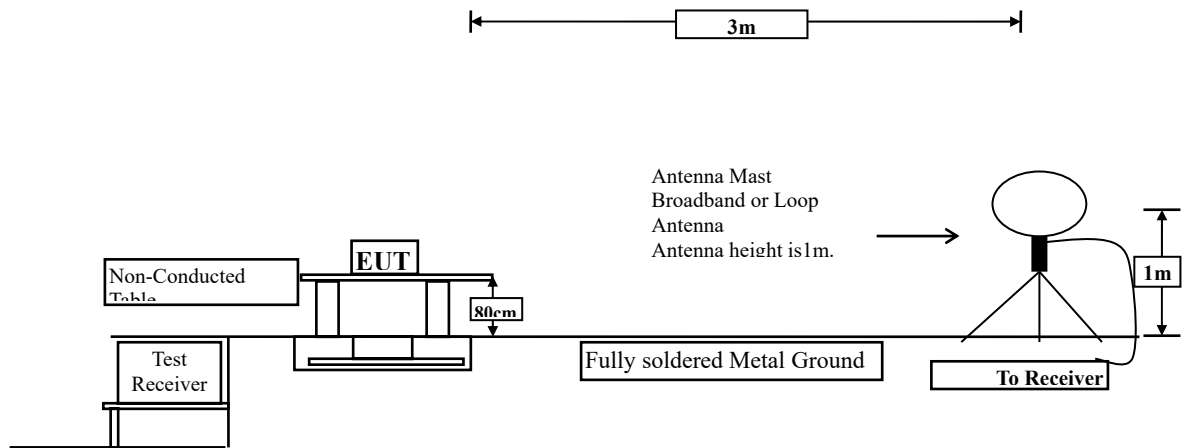 3m
Antenna Mast
Broadband or Loop
Antenna
Antenna height is1m.
EUT
Non-Conducted
Table
80cm
1m
Test
Receiver
Fully soldered Metal Ground
To Receiver